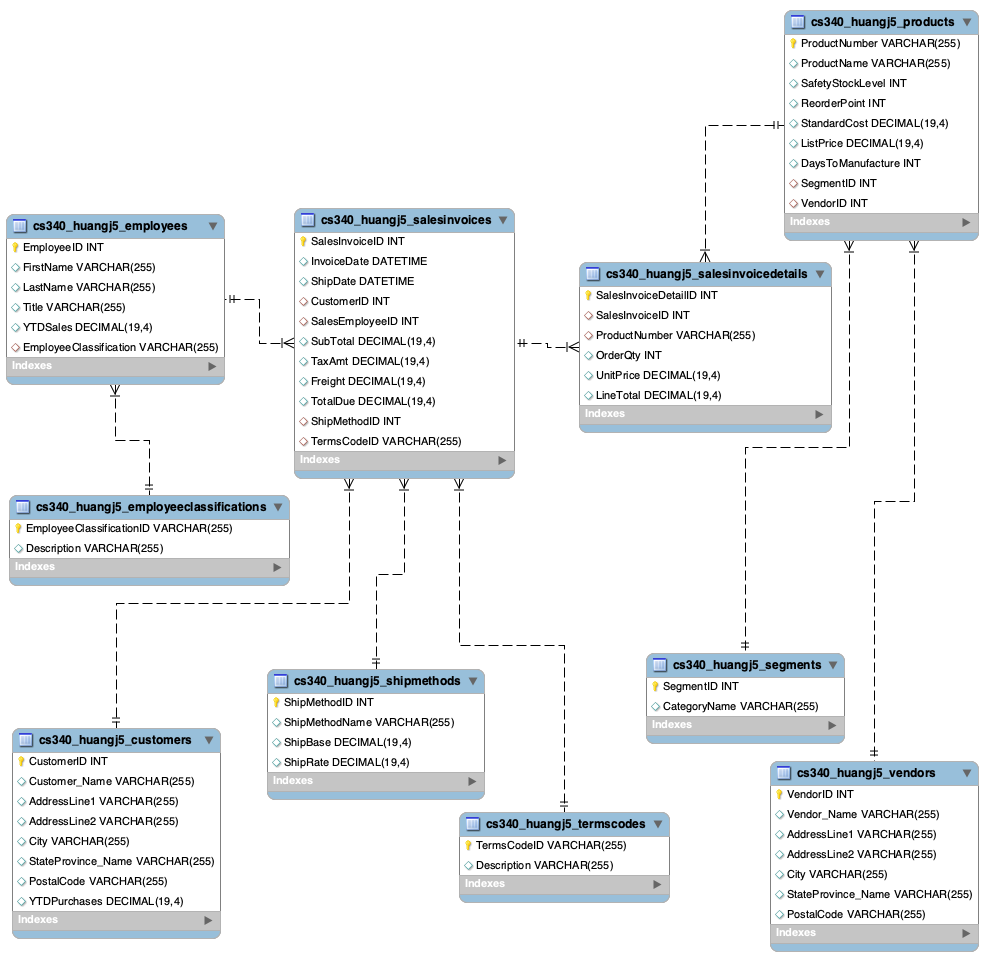 cs340_huangj5_products
ProductNumber VARCHAR(255)
ProductName VARCHAR(255)
SafetyStockLevel INT
ReorderPoint INT
StandardCost DECIMAL(19,4)
ListPrice DECIMAL(19,4)
DaysToManufacture INT
SegmentID INT
VendorID INT
Indexes
cs340_huangj5_employees
EmployeeID INT
FirstName VARCHAR(255)
LastName VARCHAR(255)
Title VARCHAR(255)
YTDSales DECIMAL(19,4)
EmployeeClassification VARCHAR(255)
Indexes
cs340_huangj5_salesinvoices
SalesInvoiceID INT
InvoiceDate DATETIME
ShipDate DATETIME
CustomerID INT
SalesEmployeeID INT
SubTotal DECIMAL(19,4)
TaxAmt DECIMAL(19,4)
Freight DECIMAL(19,4)
TotalDue DECIMAL(19,4)
ShipMethodID INT
TermsCodeID VARCHAR(255)
Indexes
cs340_huangj5_salesinvoicedetails
SalesInvoiceDetailID INT
SalesInvoiceID INT
ProductNumber VARCHAR(255)
OrderQty INT
UnitPrice DECIMAL(19,4)
LineTotal DECIMAL(19,4)
Indexes
cs340_huangj5_employeeclassifications
EmployeeClassificationID VARCHAR(255)
Description VARCHAR(255)
Indexes
cs340_huangj5_customers
CustomerID INT
Customer_Name VARCHAR(255)
AddressLine1 VARCHAR(255)
AddressLine2 VARCHAR(255)
City VARCHAR(255)
StateProvince_Name VARCHAR(255)
PostalCode VARCHAR(255)
YTDPurchases DECIMAL(19,4)
Indexes
cs340_huangj5_shipmethods
ShipMethodID INT
ShipMethodName VARCHAR(255)
ShipBase DECIMAL(19,4)
ShipRate DECIMAL(19,4)
Indexes
cs340_huangj5_termscodes
TermsCodeID VARCHAR(255)
Description VARCHAR(255)
Indexes
cs340_huangj5_segments
SegmentID INT
CategoryName VARCHAR(255)
Indexes
cs340_huangj5_vendors
VendorID INT
Vendor_Name VARCHAR(255)
AddressLine1 VARCHAR(255)
AddressLine2 VARCHAR(255)
City VARCHAR(255)
StateProvince_Name VARCHAR(255)
PostalCode VARCHAR(255)
Indexes